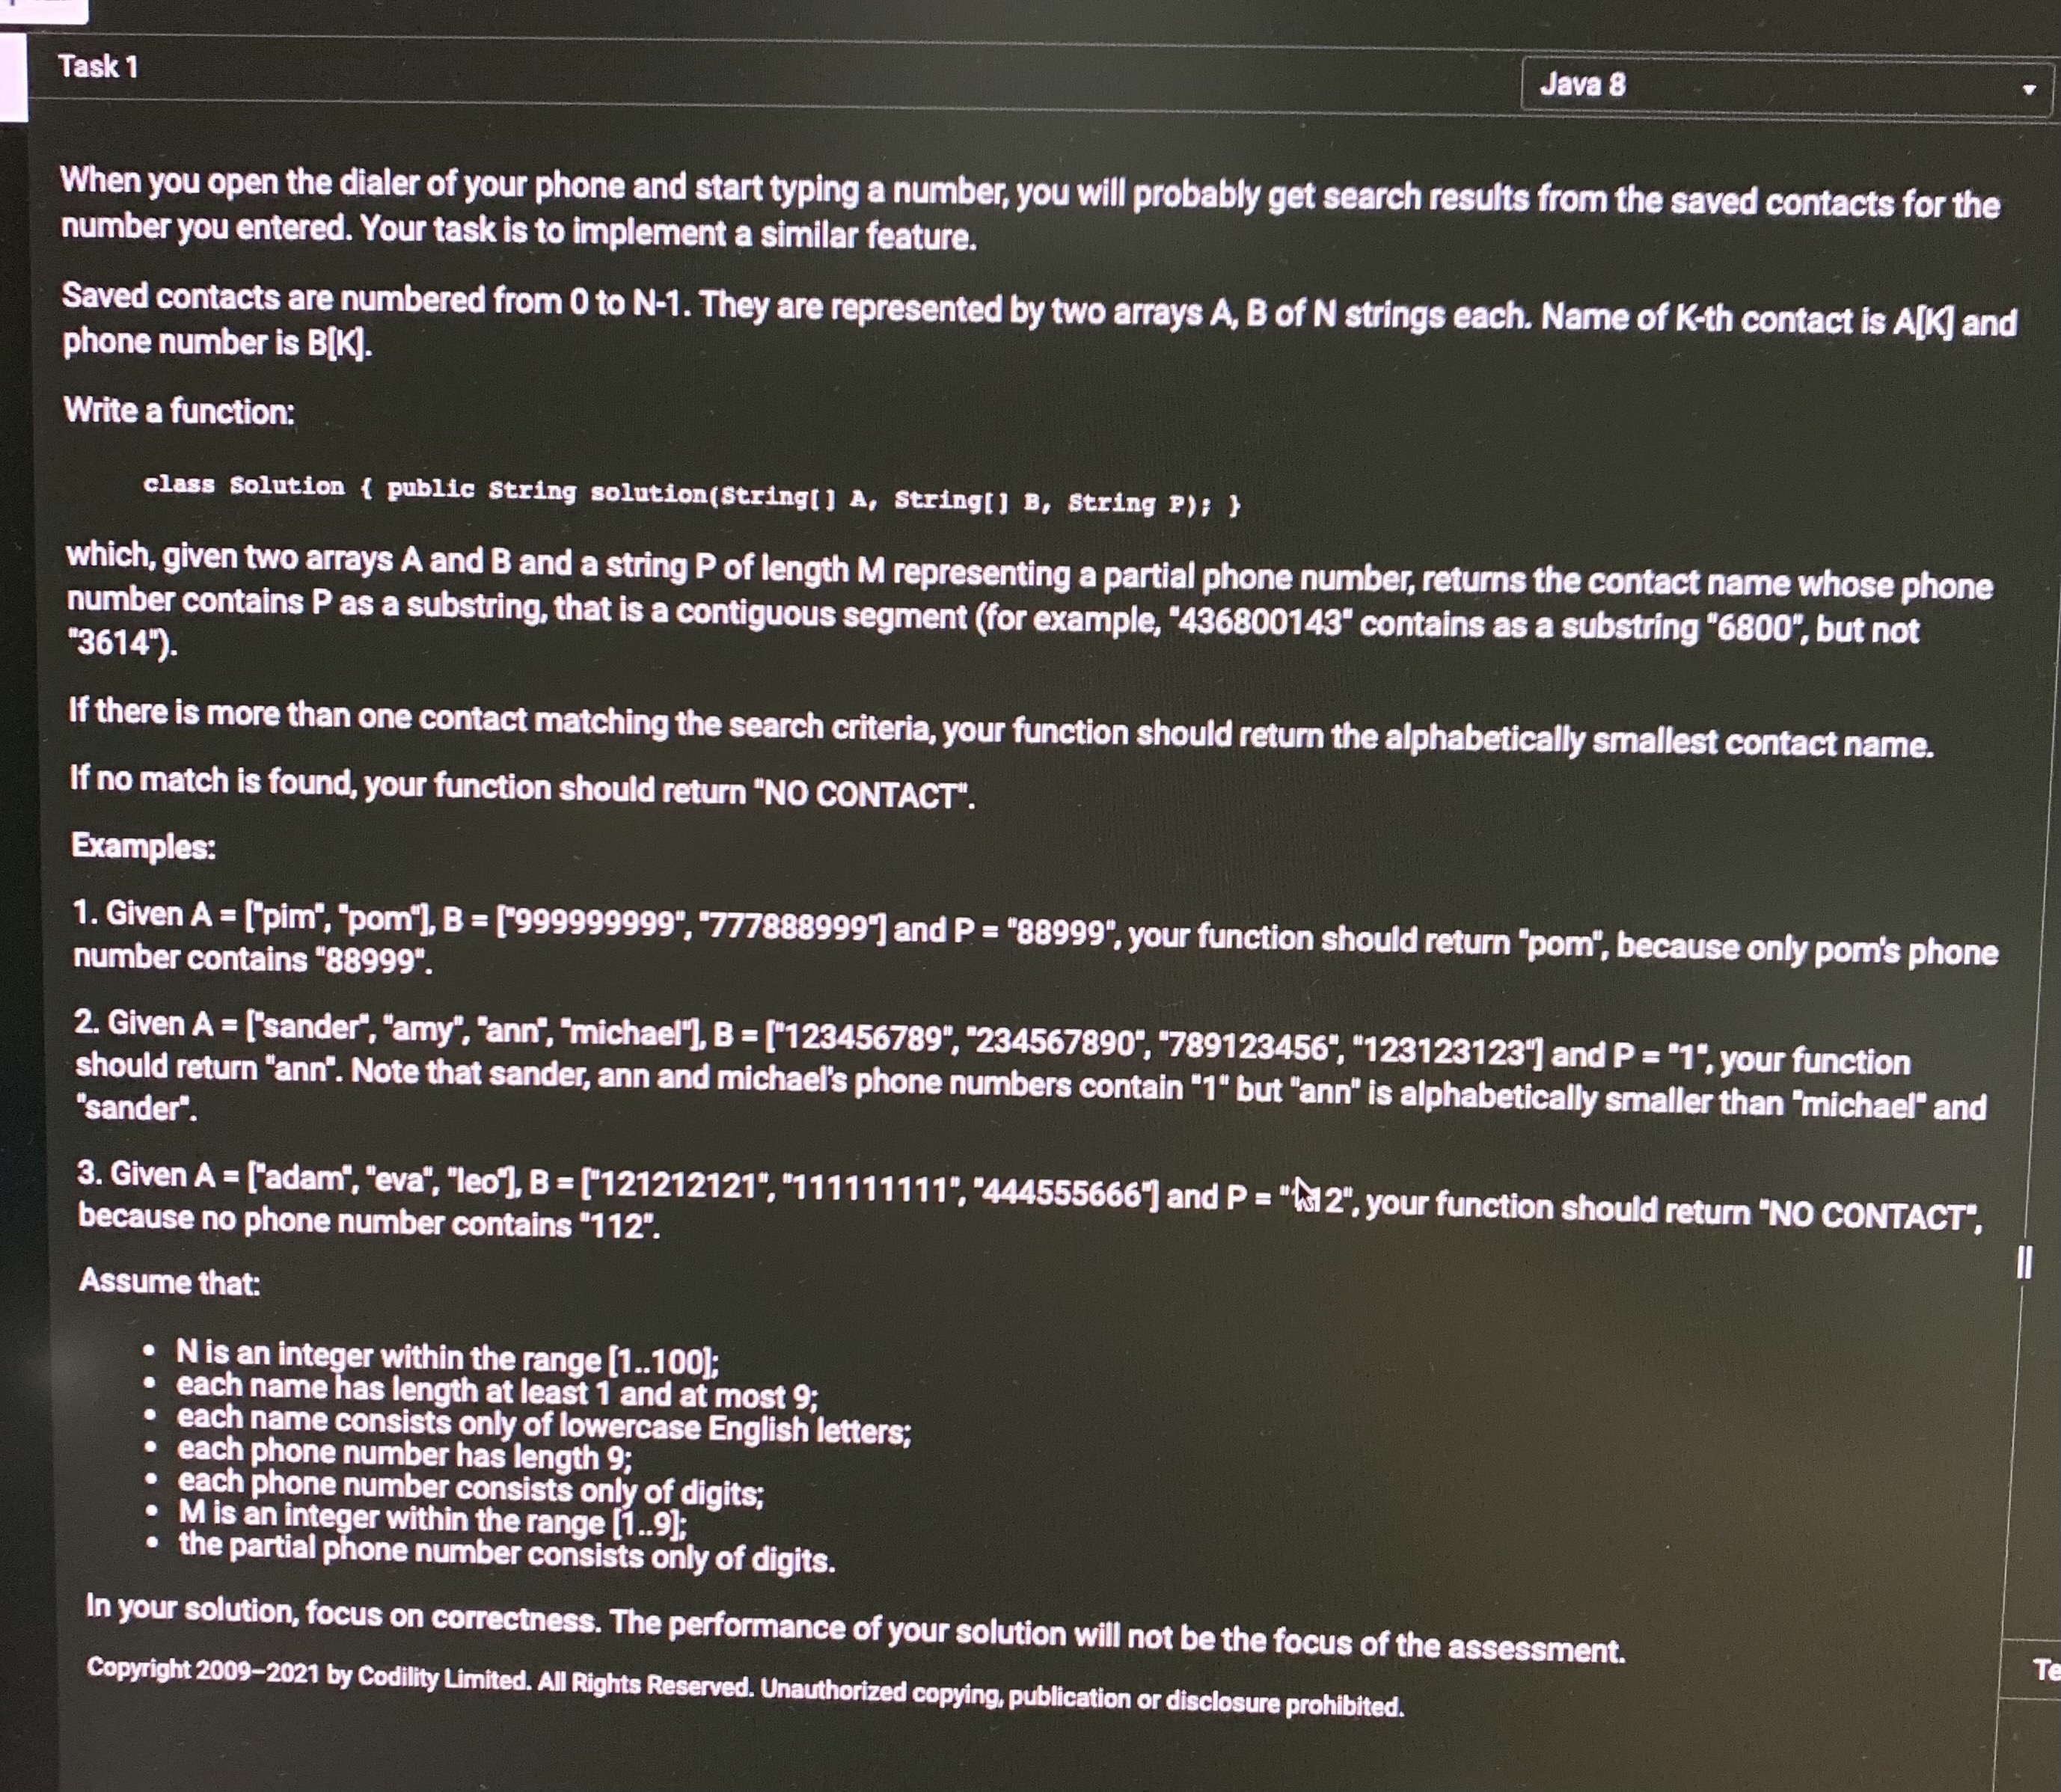 Task 1
Java 8
When you open the dialer of your phone and start typing a number, you will probably get search results from the saved contacts for the
number you entered. Your task is to implement a similar feature.
Saved contacts are numbered from 0 to N-1. They are represented by two arrays A, B of N strings each. Name of K-th contact is A[K] and
phone number is B[K].
Write a function:
class Solution { public String solution(String[] A, String[] B, String P); }
which, given two arrays A and B and a string P of length M representing a partial phone number, returns the contact name whose phone
number contains P as a substring, that is a contiguous segment (for example, "436800143" contains as a substring "6800", but not
"3614").
If there is more than one contact matching the search criteria, your function should return the alphabetically smallest contact name.
If no match is found, your function should return "NO CONTACT".
Examples:
1. Given A = ["pim", "pom"], B = ["999999999", "777888999"] and P = "88999", your function should return "pom", because only pom's phone
number contains "88999".
2. Given A = ["sander", "amy", "ann", "michael"], B = ["123456789", "234567890", "789123456", "123123123"] and P = "1", your function
should return "ann". Note that sander, ann and michael's phone numbers contain "1" but "ann" is alphabetically smaller than "michael" and
"sander".
3. Given A = ["adam", "eva", "leo"], B = ["121212121", "111111111", "444555666"] and P = "112", your function should return "NO CONTACT",
because no phone number contains "112".
Assume that:
• N is an integer within the range [1..100];
• each name has length at least 1 and at most 9;
• each name consists only of lowercase English letters;
• each phone number has length 9;
• each phone number consists only of digits;
• M is an integer within the range [1..9];
• the partial phone number consists only of digits.
In your solution, focus on correctness. The performance of your solution will not be the focus of the assessment.
Te
Copyright 2009–2021 by Codility Limited. All Rights Reserved. Unauthorized copying, publication or disclosure prohibited.